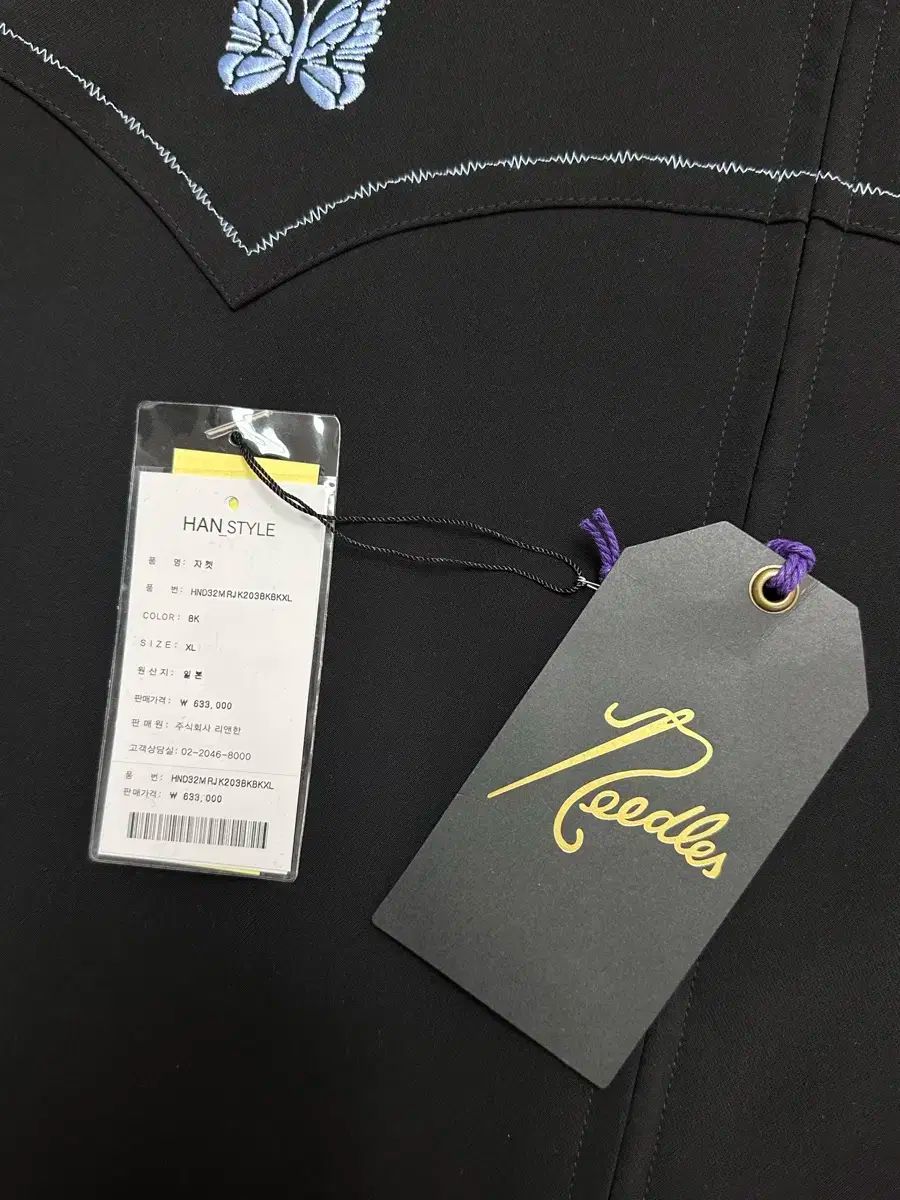 HAN_STYLE
품 명: 자켓
품 번: HND32MRJK203BKBKXL
COLOR: BK
SIZE: XL
원산지: 일본
판매가격: ₩ 633,000
판매원: 주식회사 리앤한
고객상담실: 02-2046-8000
품 번: HND32MRJK203BKBKXL
판매가격: ₩ 633,000
Needles